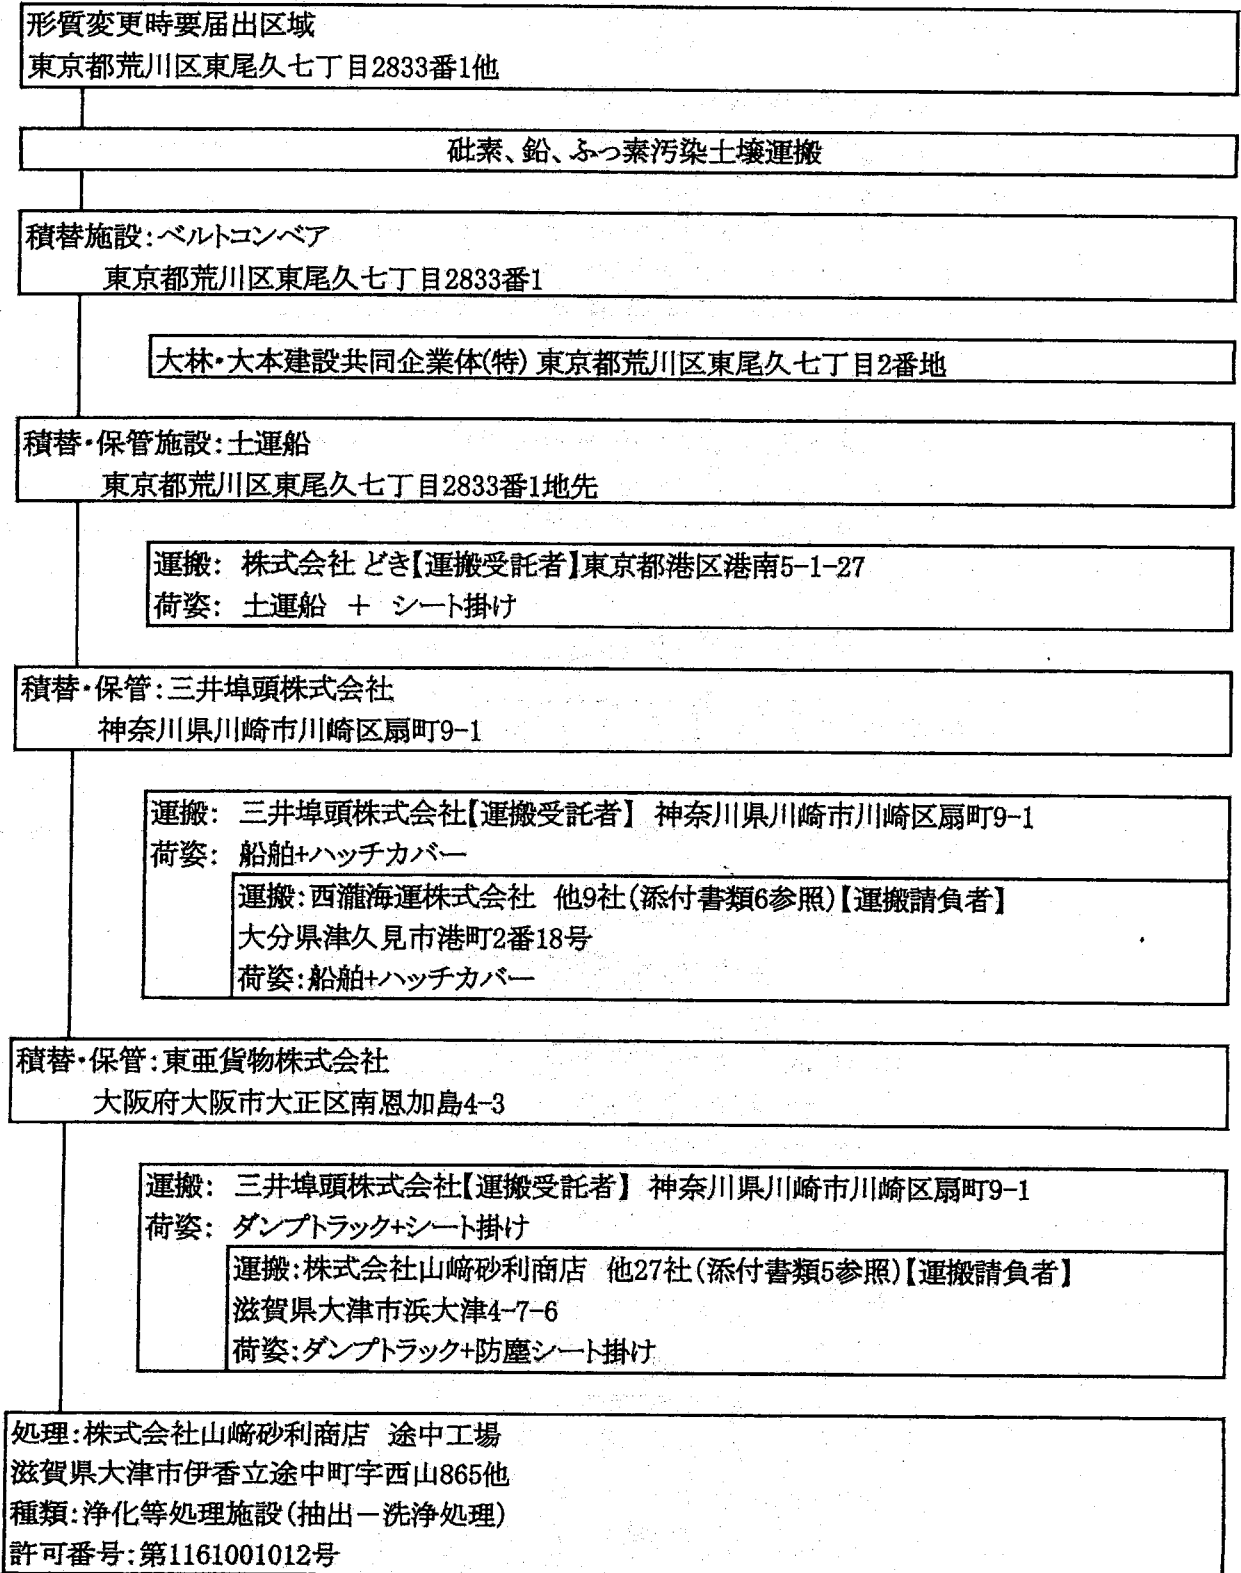 形質変更時要届出区域
東京都荒川区東尾久七丁目2833番1他
砒素、鉛、ふっ素汚染土壌運搬
積替施設:ベルトコンベア
東京都荒川区東尾久七丁目2833番1
大林・大本建設共同企業体(特) 東京都荒川区東尾久七丁目2番地
積替・保管施設:土運船
東京都荒川区東尾久七丁目2833番1地先
運搬: 株式会社 どき【運搬受託者】東京都港区港南5-1-27
荷姿: 土運船 + シート掛け
積替・保管:三井埠頭株式会社
神奈川県川崎市川崎区扇町9-1
運搬: 三井埠頭株式会社【運搬受託者】 神奈川県川崎市川崎区扇町9-1
荷姿: 船舶+ハッチカバー
運搬:西瀧海運株式会社 他9社(添付書類6参照)【運搬請負者】
大分県津久見市港町2番18号
荷姿:船舶+ハッチカバー
積替・保管:東亜貨物株式会社
大阪府大阪市大正区南恩加島4-3
運搬: 三井埠頭株式会社【運搬受託者】 神奈川県川崎市川崎区扇町9-1
荷姿: ダンプトラック+シート掛け
運搬:株式会社山﨑砂利商店 他27社(添付書類5参照)【運搬請負者】
滋賀県大津市浜大津4-7-6
荷姿:ダンプトラック+防塵シート掛け
処理:株式会社山﨑砂利商店 途中工場
滋賀県大津市伊香立途中町字西山865他
種類:浄化等処理施設(抽出-洗浄処理)
許可番号:第1161001012号